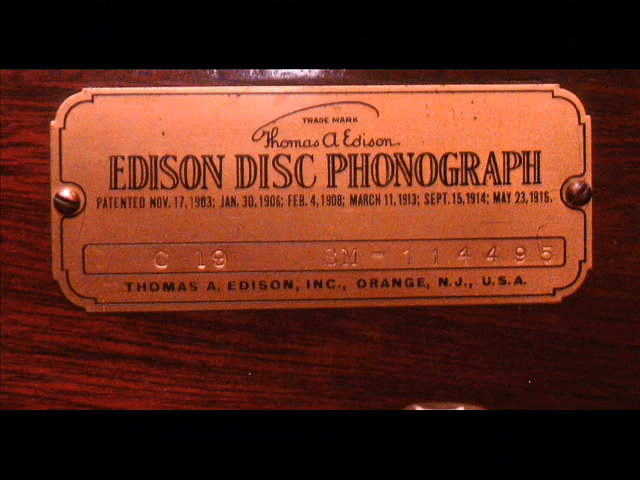 TRADE MARK
Thomas A Edison
EDISON DISC PHONOGRAPH
PATENTED NOV. 17, 1903; JAN. 30, 1906; FEB. 4, 1908; MARCH 11, 1913; SEPT. 15, 1914; MAY 23, 1916.
C 19 SM-114495
THOMAS A. EDISON, INC., ORANGE, N.J., U.S.A.